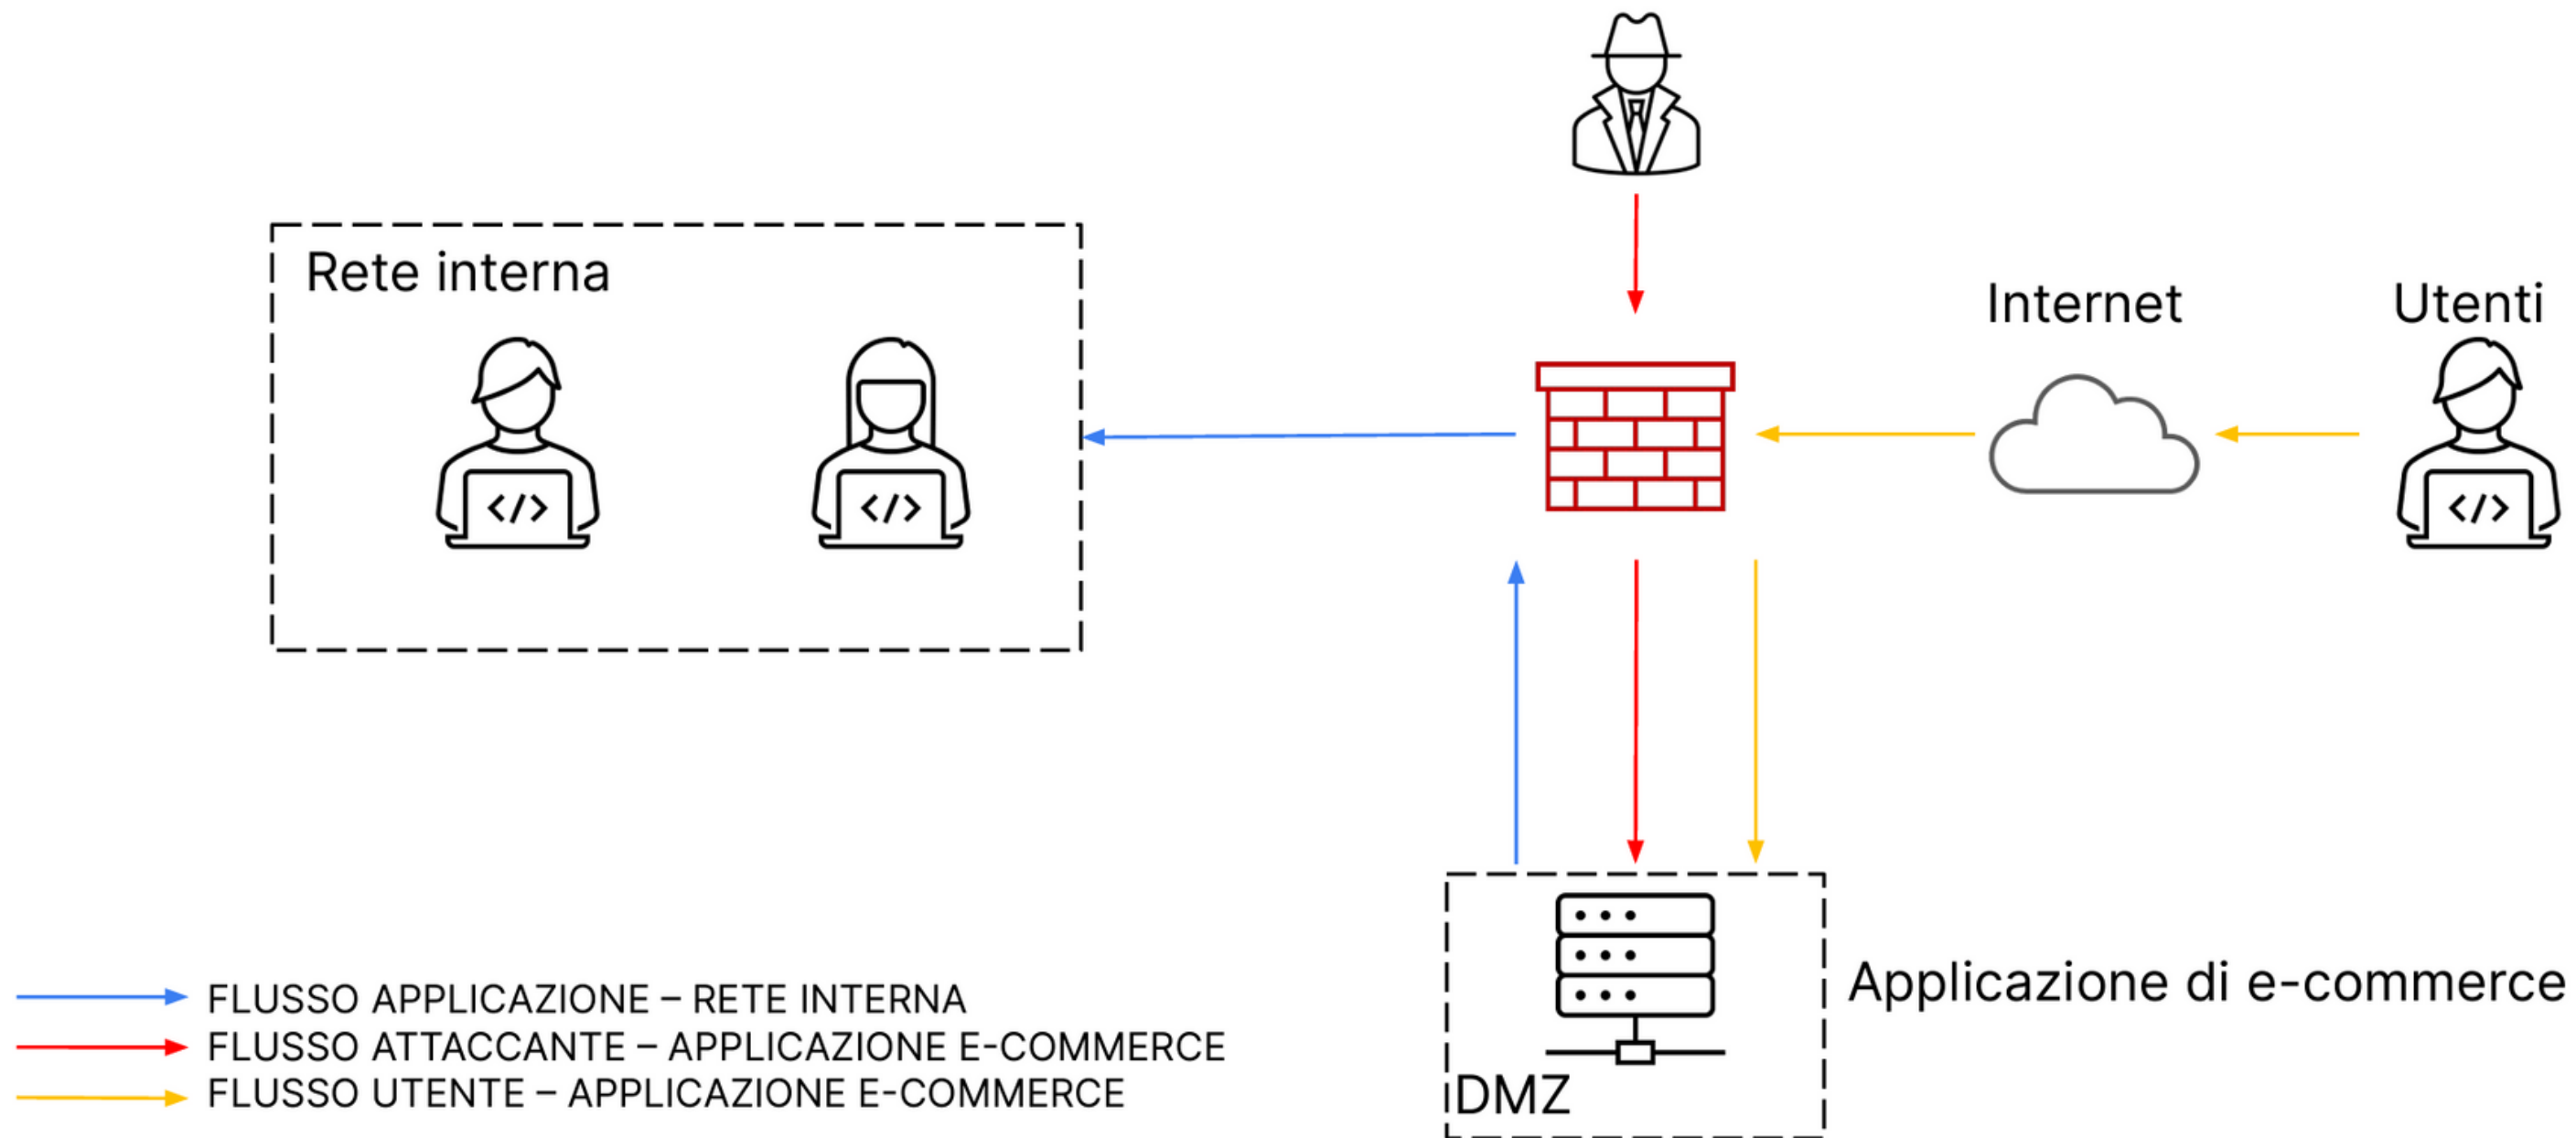 Rete interna
Internet
Utenti
</>
</>
</>
Applicazione di e-commerce
DMZ
FLUSSO APPLICAZIONE – RETE INTERNA
FLUSSO ATTACCANTE – APPLICAZIONE E-COMMERCE
FLUSSO UTENTE – APPLICAZIONE E-COMMERCE